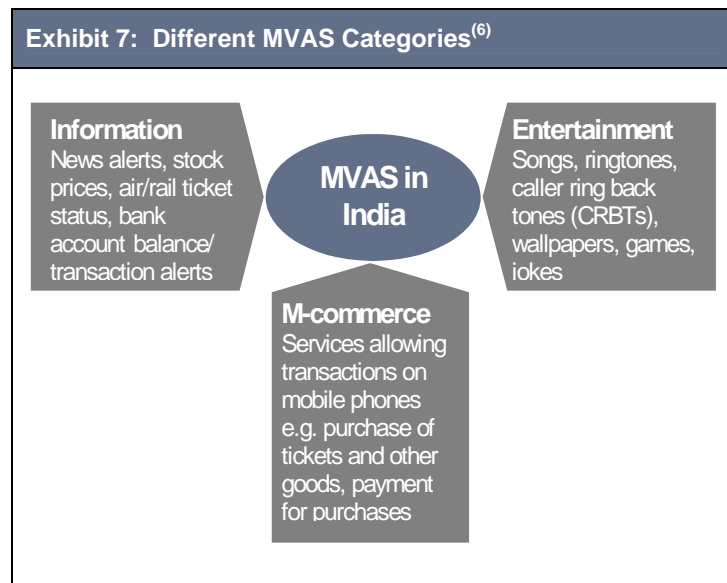 Exhibit 7: Different MVAS Categories(6)
Information
News alerts, stock
prices, air/rail ticket
status, bank
account balance/
transaction alerts
MVAS in
India
Entertainment
Songs, ringtones,
caller ring back
tones (CRBTs),
wallpapers, games,
jokes
M-commerce
Services allowing
transactions on
mobile phones
e.g. purchase of
tickets and other
goods, payment
for purchases